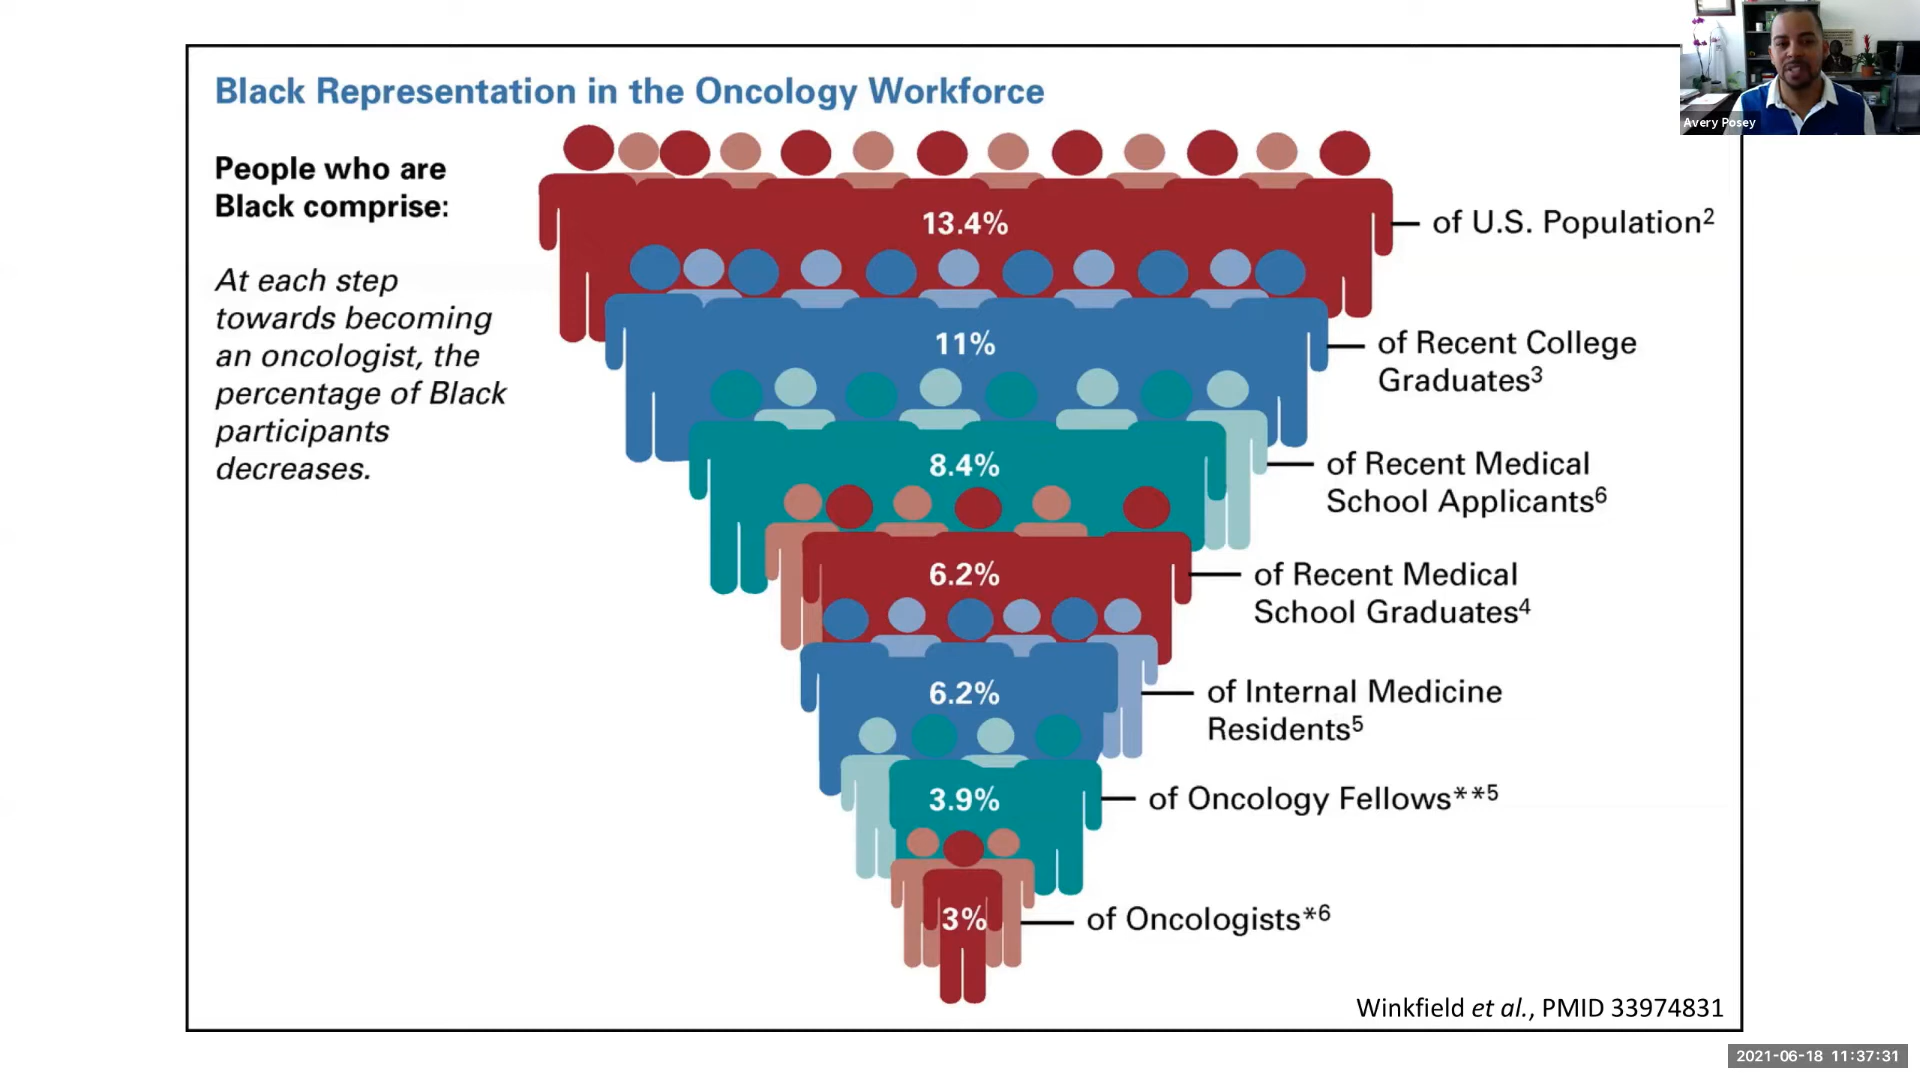 Black Representation in the Oncology Workforce
Avery Posey
People who are
Black comprise:
At each step
towards becoming
an oncologist, the
percentage of Black
participants
decreases.
13.4%
of U.S. Population2
11%
of Recent College
Graduates3
8.4%
of Recent Medical
School Applicants6
6.2%
of Recent Medical
School Graduates4
6.2%
of Internal Medicine
Residents5
3.9%
of Oncology Fellows**5
3%
of Oncologists*6
Winkfield et al., PMID 33974831
2021-06-18 11:37:31